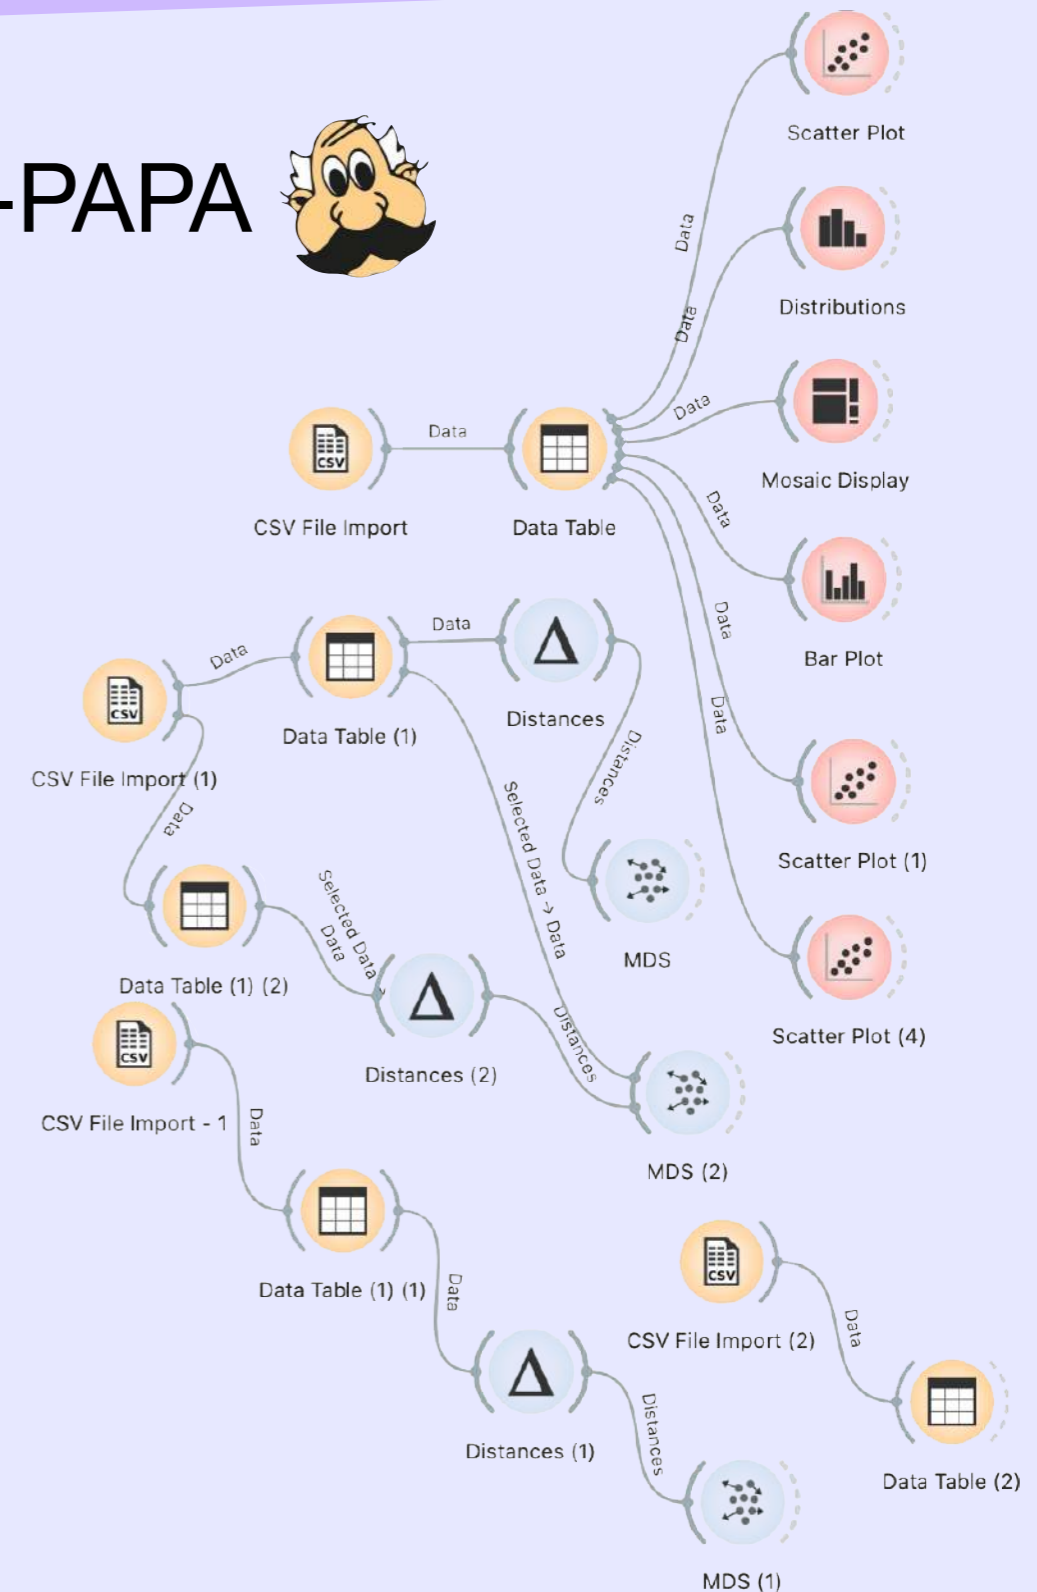 -PAPA
Scatter Plot
Data
Distributions
Data
Mosaic Display
Data
Data
CSV
CSV File Import
Data Table
Data
Bar Plot
Data
Data
Data
CSV
CSV File Import (1)
Data Table (1)
Distances
Distances
Data
Scatter Plot (1)
Data
Selected Data → Data
MDS
Data Table (1) (2)
Selected Data →
Data
Distances (2)
Scatter Plot (4)
Distances
MDS (2)
CSV
CSV File Import - 1
Data
Data Table (1) (1)
Data
CSV
CSV File Import (2)
Data
Distances (1)
Distances
Data Table (2)
MDS (1)